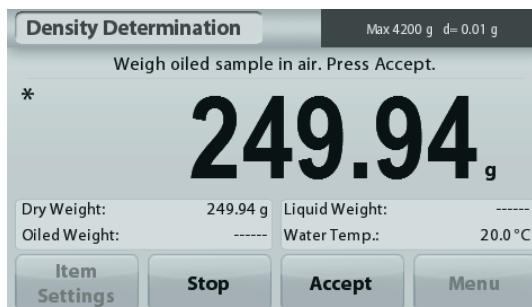 Density Determination
Max 4200 g d= 0.01 g
Weigh oiled sample in air. Press Accept.
*
249.94 g
Dry Weight: 249.94 g
Liquid Weight: ------
Oiled Weight: ------
Water Temp.: 20.0 °C
Item Settings
Stop
Accept
Menu